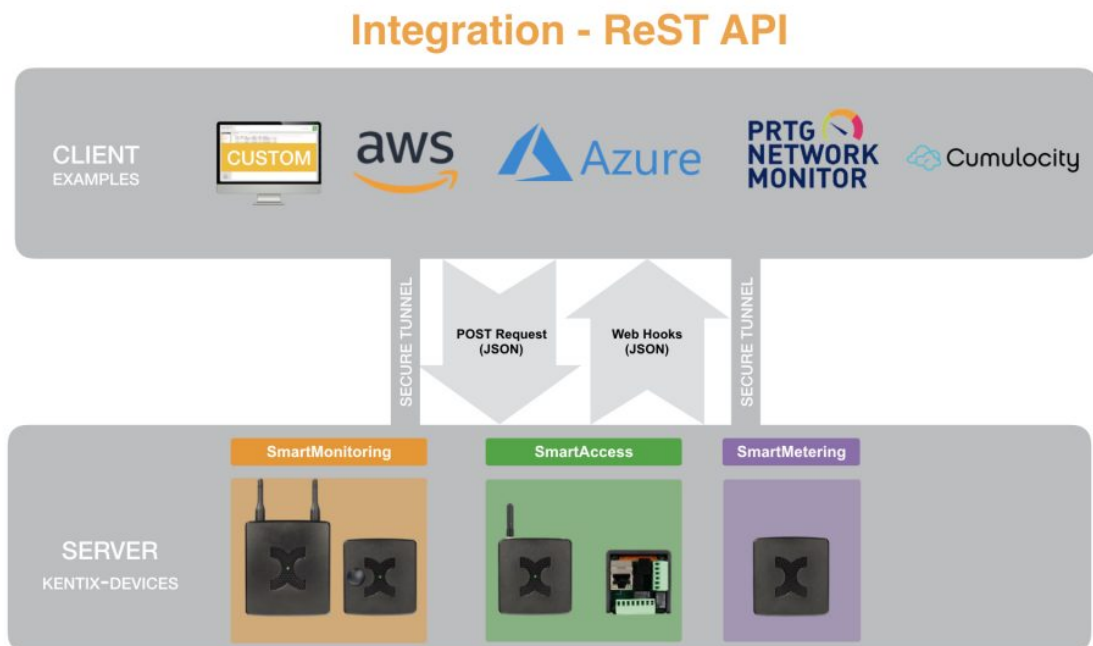 Integration - ReST API
CLIENT
EXAMPLES
CUSTOM
aws
Azure
PRTG
NETWORK
MONITOR
Cumulocity
SECURE TUNNEL
POST Request
(JSON)
Web Hooks
(JSON)
SECURE TUNNEL
SmartMonitoring
SmartAccess
SmartMetering
SERVER
KENTIX-DEVICES